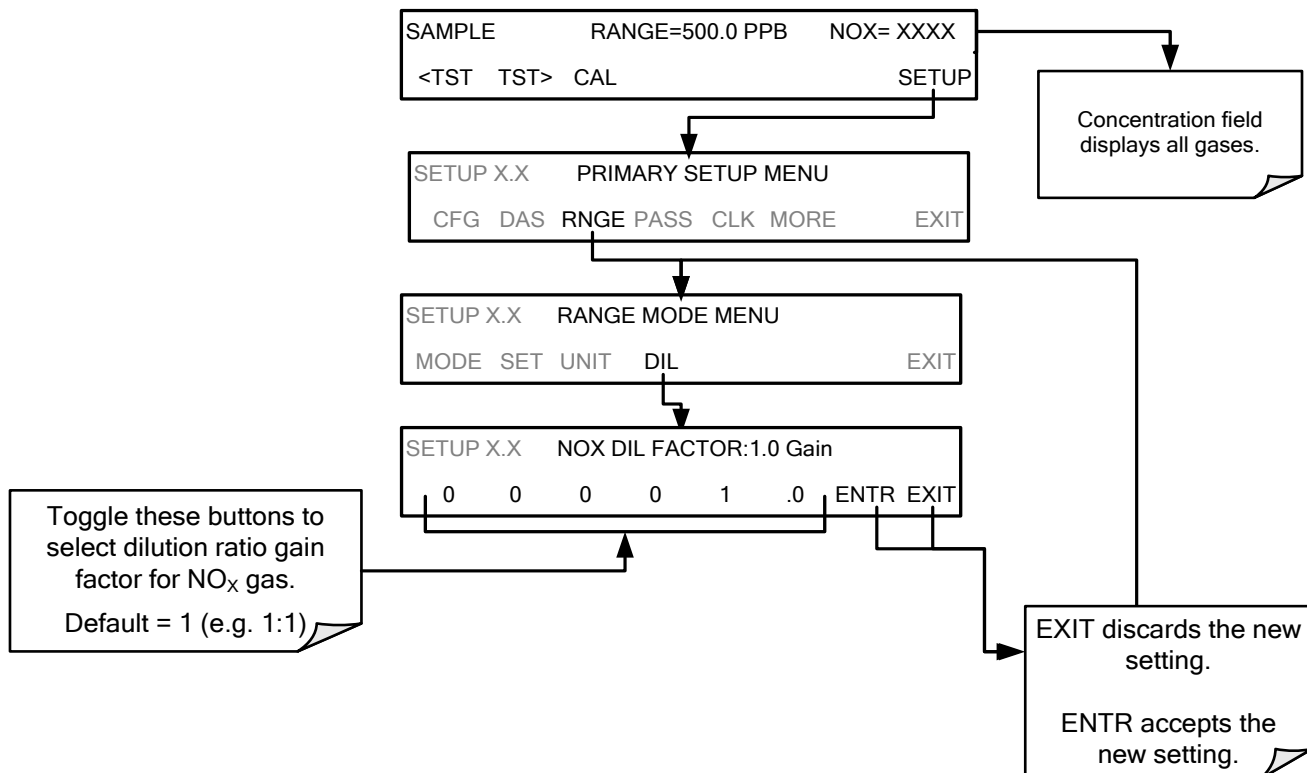 SAMPLE RANGE=500.0 PPB NOX= XXXX
<TST TST> CAL SETUP
Concentration field
displays all gases.
SETUP X.X PRIMARY SETUP MENU
CFG DAS RNGE PASS CLK MORE EXIT
SETUP X.X RANGE MODE MENU
MODE SET UNIT DIL EXIT
SETUP X.X NOX DIL FACTOR:1.0 Gain
0 0 0 0 1 .0 ENTR EXIT
Toggle these buttons to
select dilution ratio gain
factor for NOX gas.
Default = 1 (e.g. 1:1)
EXIT discards the new
setting.
ENTR accepts the
new setting.